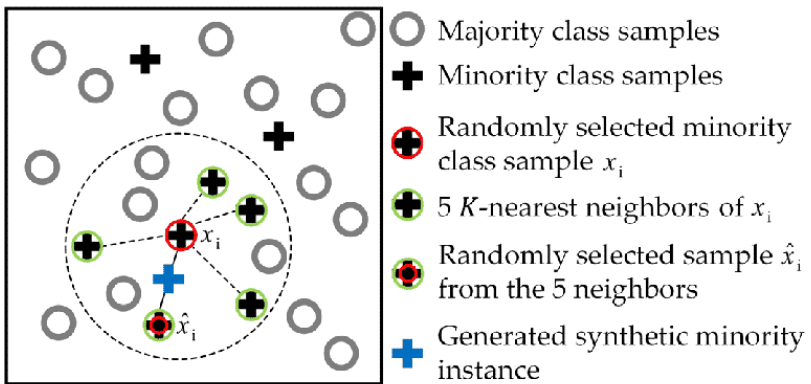 Majority class samples
Minority class samples
Randomly selected minority
class sample xᵢ
5 K-nearest neighbors of xᵢ
Randomly selected sample x̂ᵢ
from the 5 neighbors
Generated synthetic minority
instance
xᵢ
x̂ᵢ